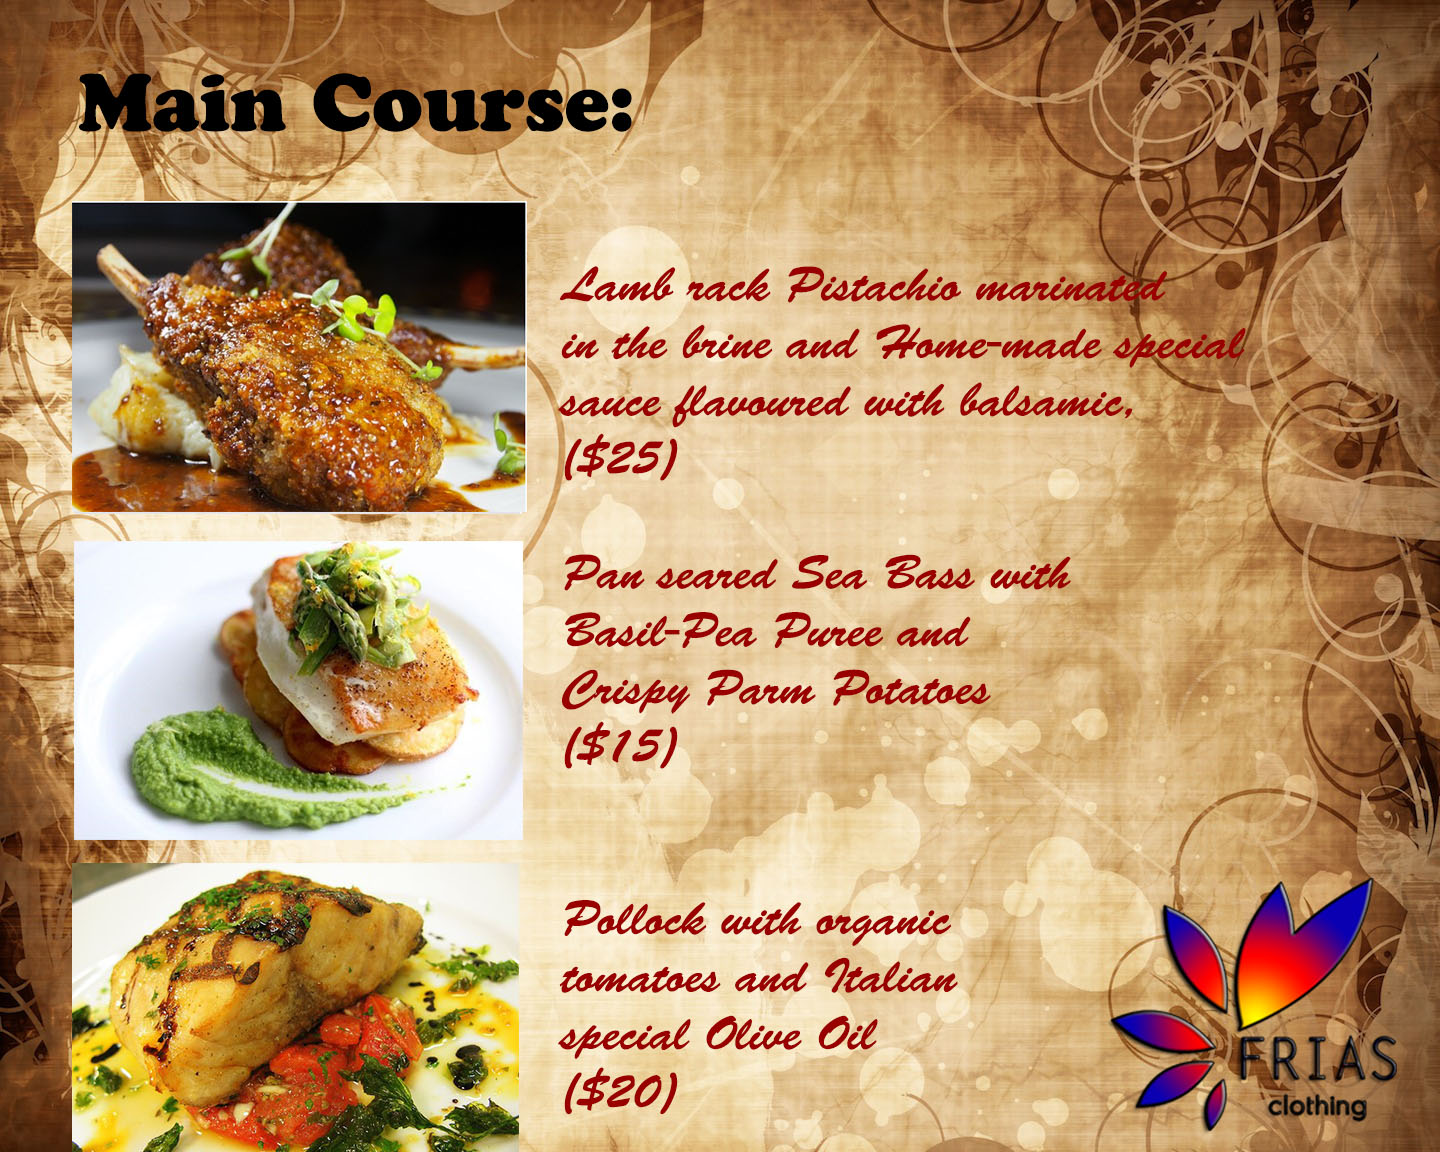 Main Course:
Lamb rack Pistachio marinated
in the brine and Home-made special
sauce flavoured with balsamic,
($25)
Pan seared Sea Bass with
Basil-Pea Puree and
Crispy Parm Potatoes
($15)
Pollock with organic
tomatoes and Italian
special Olive Oil
($20)
FRIAS
clothing